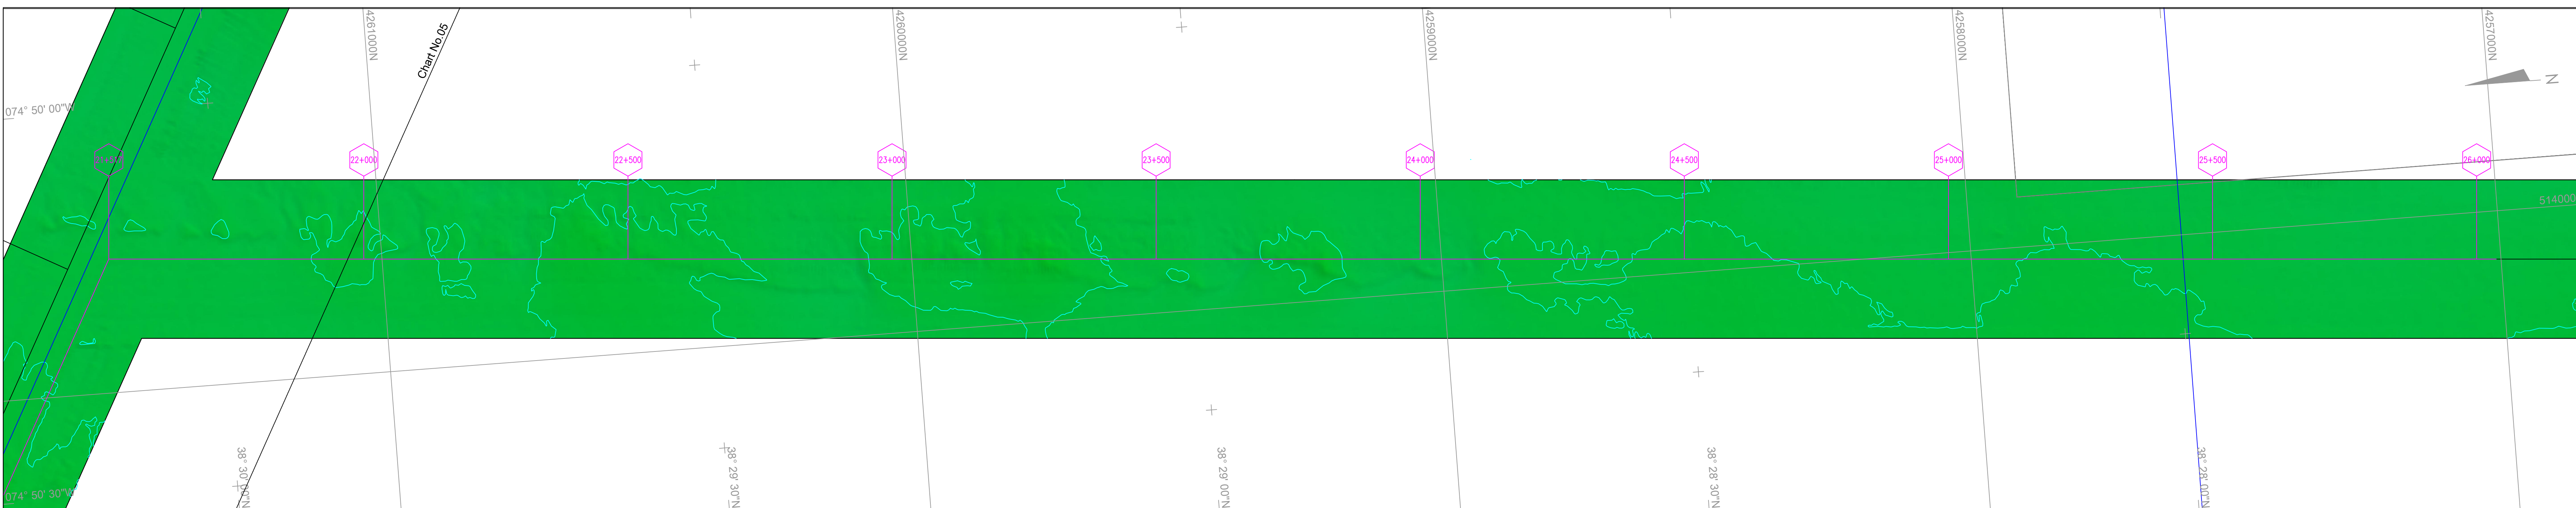 4261000N
Chart No.05
4260000N
4259000N
4258000N
4257000N
N
074° 50' 00"W
22+000
22+500
23+000
23+500
24+000
24+500
25+000
25+500
26+000
514000
38° 30' 00"N
38° 29' 30"N
38° 29' 00"N
38° 28' 30"N
38° 28' 00"N
074° 50' 30"W